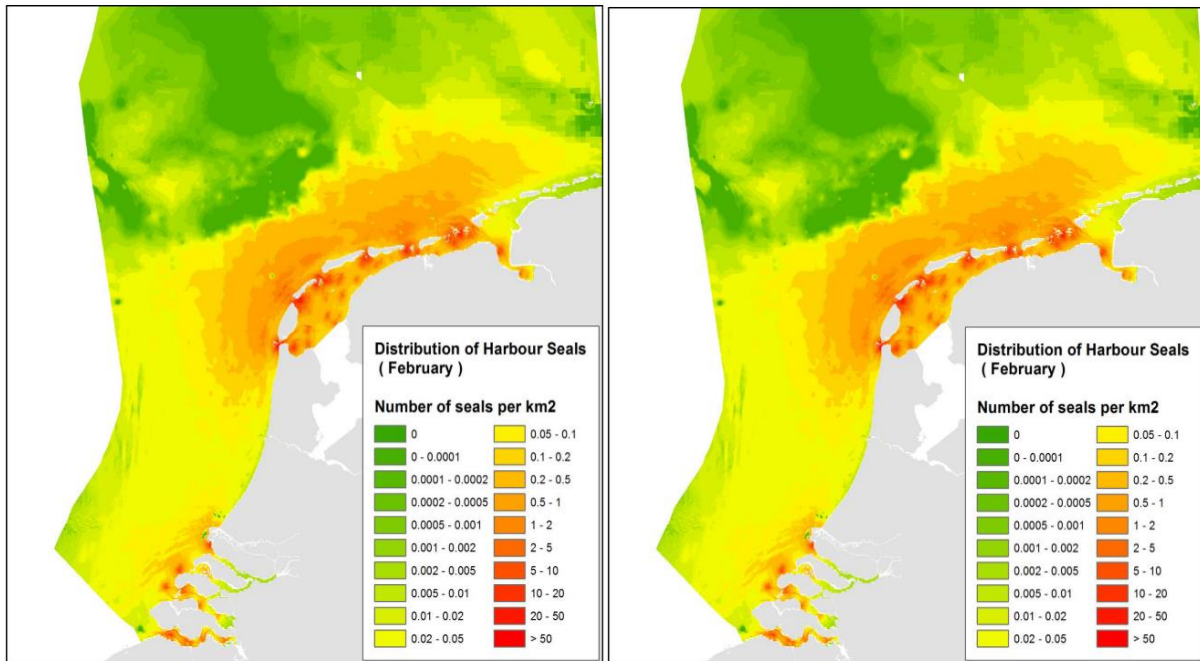 Distribution of Harbour Seals
( February )
Number of seals per km2
0
0 - 0.0001
0.0001 - 0.0002
0.0002 - 0.0005
0.0005 - 0.001
0.001 - 0.002
0.002 - 0.005
0.005 - 0.01
0.01 - 0.02
0.02 - 0.05
0.05 - 0.1
0.1 - 0.2
0.2 - 0.5
0.5 - 1
1 - 2
2 - 5
5 - 10
10 - 20
20 - 50
> 50
Distribution of Harbour Seals
( February )
Number of seals per km2
0
0 - 0.0001
0.0001 - 0.0002
0.0002 - 0.0005
0.0005 - 0.001
0.001 - 0.002
0.002 - 0.005
0.005 - 0.01
0.01 - 0.02
0.02 - 0.05
0.05 - 0.1
0.1 - 0.2
0.2 - 0.5
0.5 - 1
1 - 2
2 - 5
5 - 10
10 - 20
20 - 50
> 50